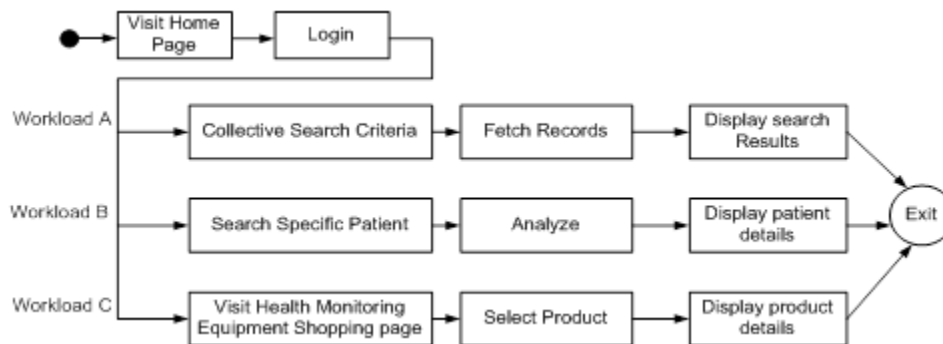 Visit Home
Page
Login
Workload A
Collective Search Criteria
Fetch Records
Display search
Results
Workload B
Search Specific Patient
Analyze
Display patient
details
Exit
Workload C
Visit Health Monitoring
Equipment Shopping page
Select Product
Display product
details